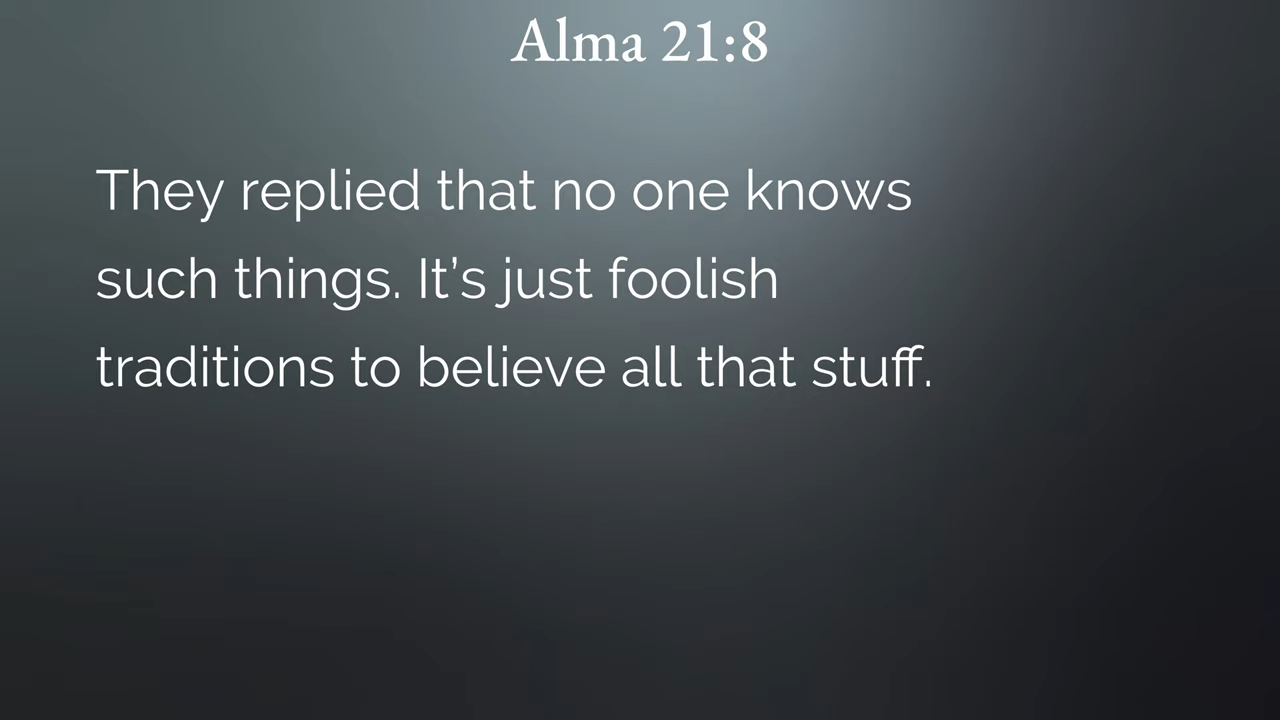 Alma 21:8
They replied that no one knows
such things. It’s just foolish
traditions to believe all that stuff.